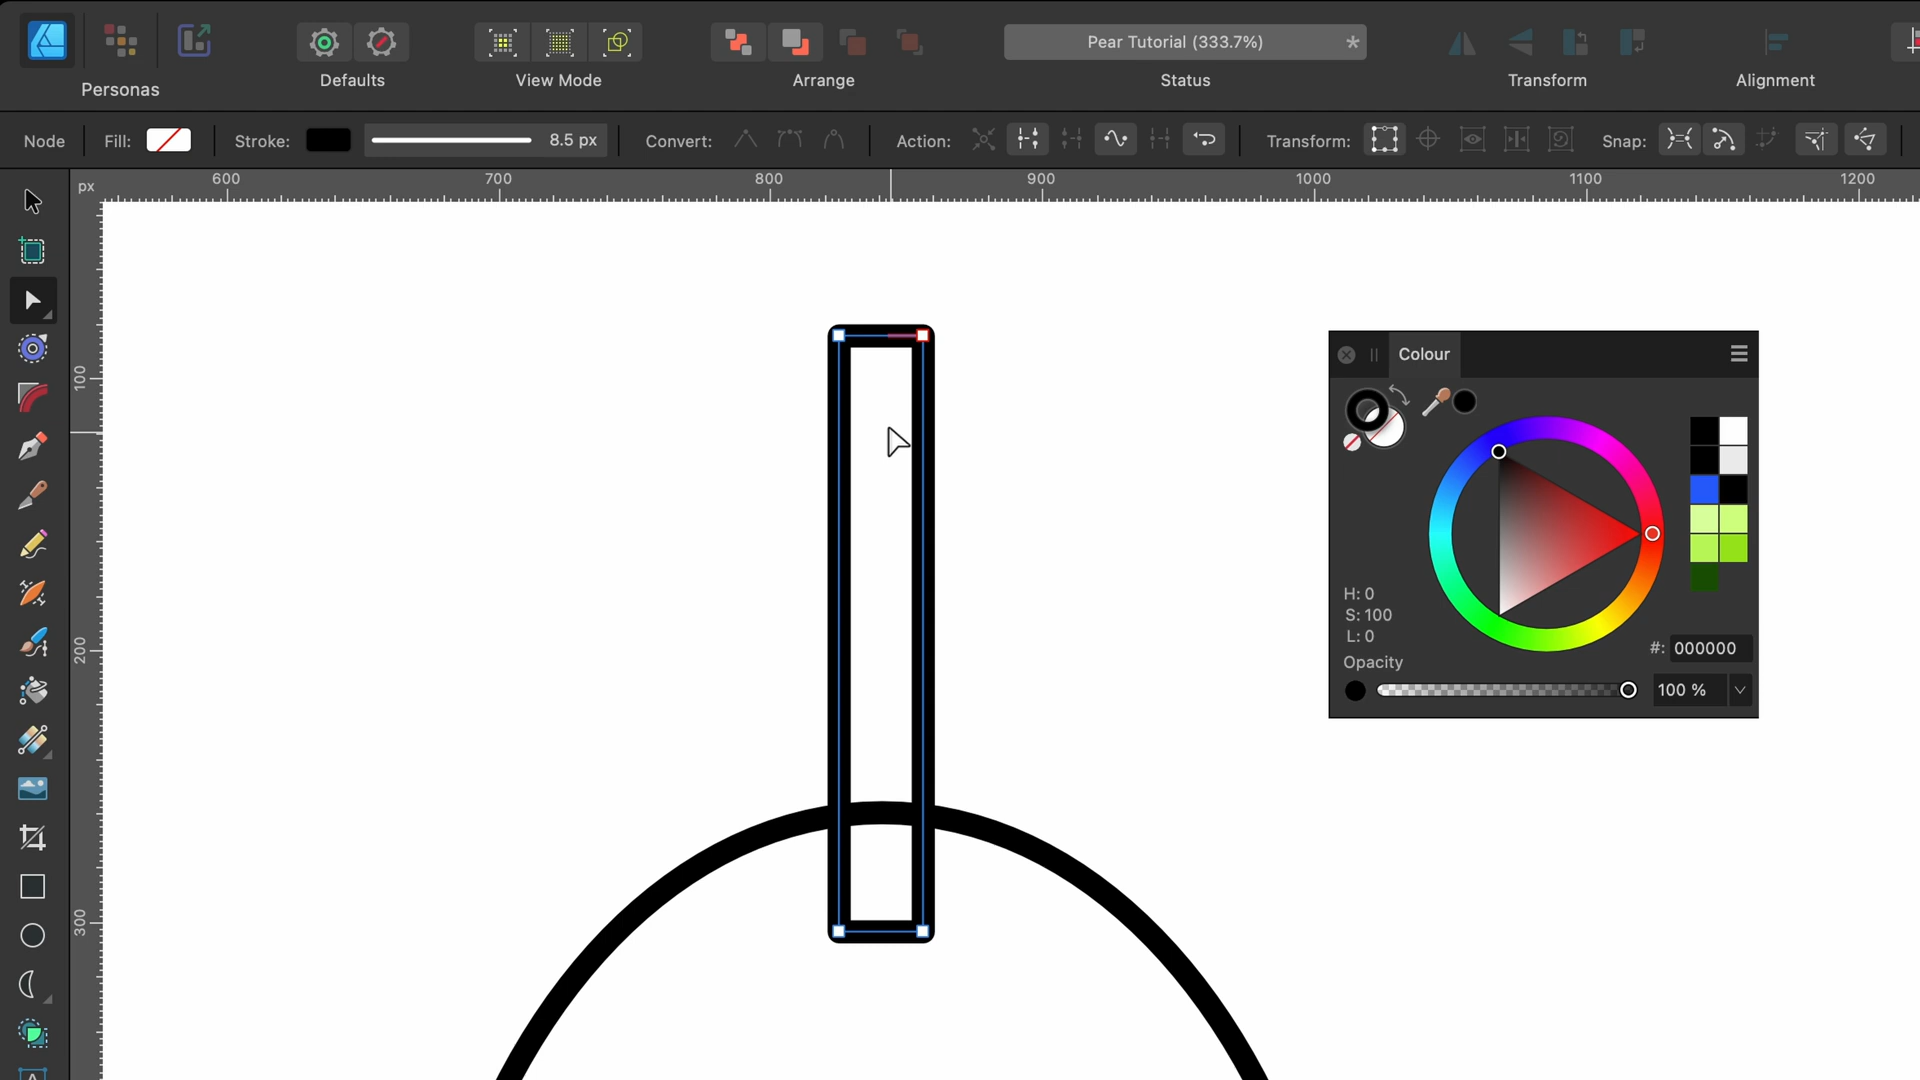 Pear Tutorial (333.7%)
*
Personas
Defaults
View Mode
Arrange
Status
Transform
Alignment
Node
Fill:
Stroke:
8.5 px
Convert:
Action:
Transform:
Snap:
px
600
700
800
900
1000
1100
1200
100
200
300
Colour
H: 0
S: 100
L: 0
#: 000000
Opacity
100 %
A